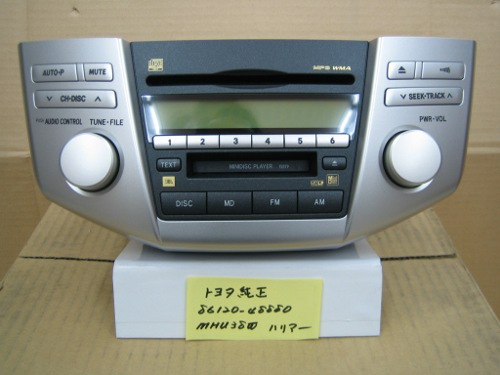 MP3 WMA
AUTO-P MUTE
CH-DISC
SEEK-TRACK
AUDIO CONTROL TUNE-FILE
PWR-VOL
1 2 3 4 5 6
TEXT MINIDISC PLAYER
JBL
DISC MD FM AM
トヨタ純正
86120-48550
MHU38W ハリアー